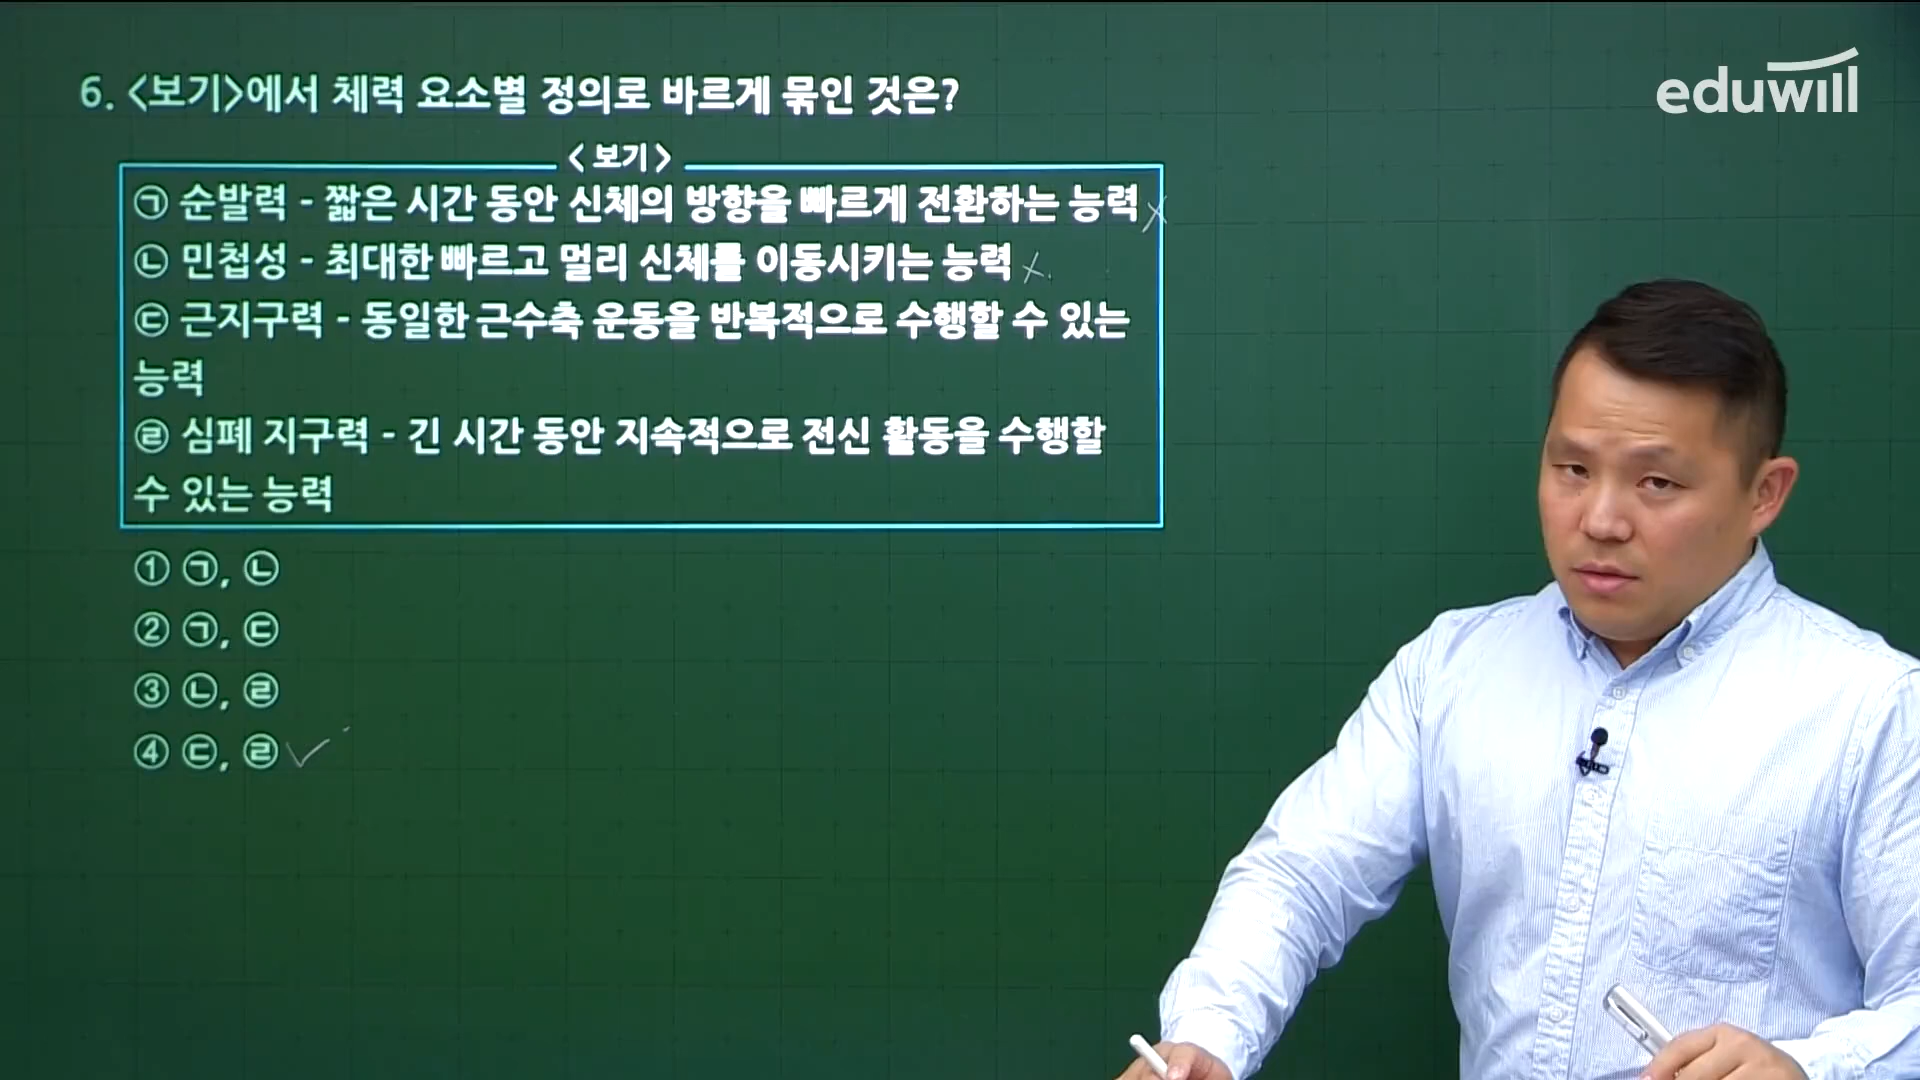 eduwill
6. <보기>에서 체력 요소별 정의로 바르게 묶인 것은?
< 보기 >
㉠ 순발력 - 짧은 시간 동안 신체의 방향을 빠르게 전환하는 능력
㉡ 민첩성 - 최대한 빠르고 멀리 신체를 이동시키는 능력
㉢ 근지구력 - 동일한 근수축 운동을 반복적으로 수행할 수 있는
능력
㉣ 심폐 지구력 - 긴 시간 동안 지속적으로 전신 활동을 수행할
수 있는 능력
① ㉠, ㉡
② ㉠, ㉢
③ ㉡, ㉣
④ ㉢, ㉣